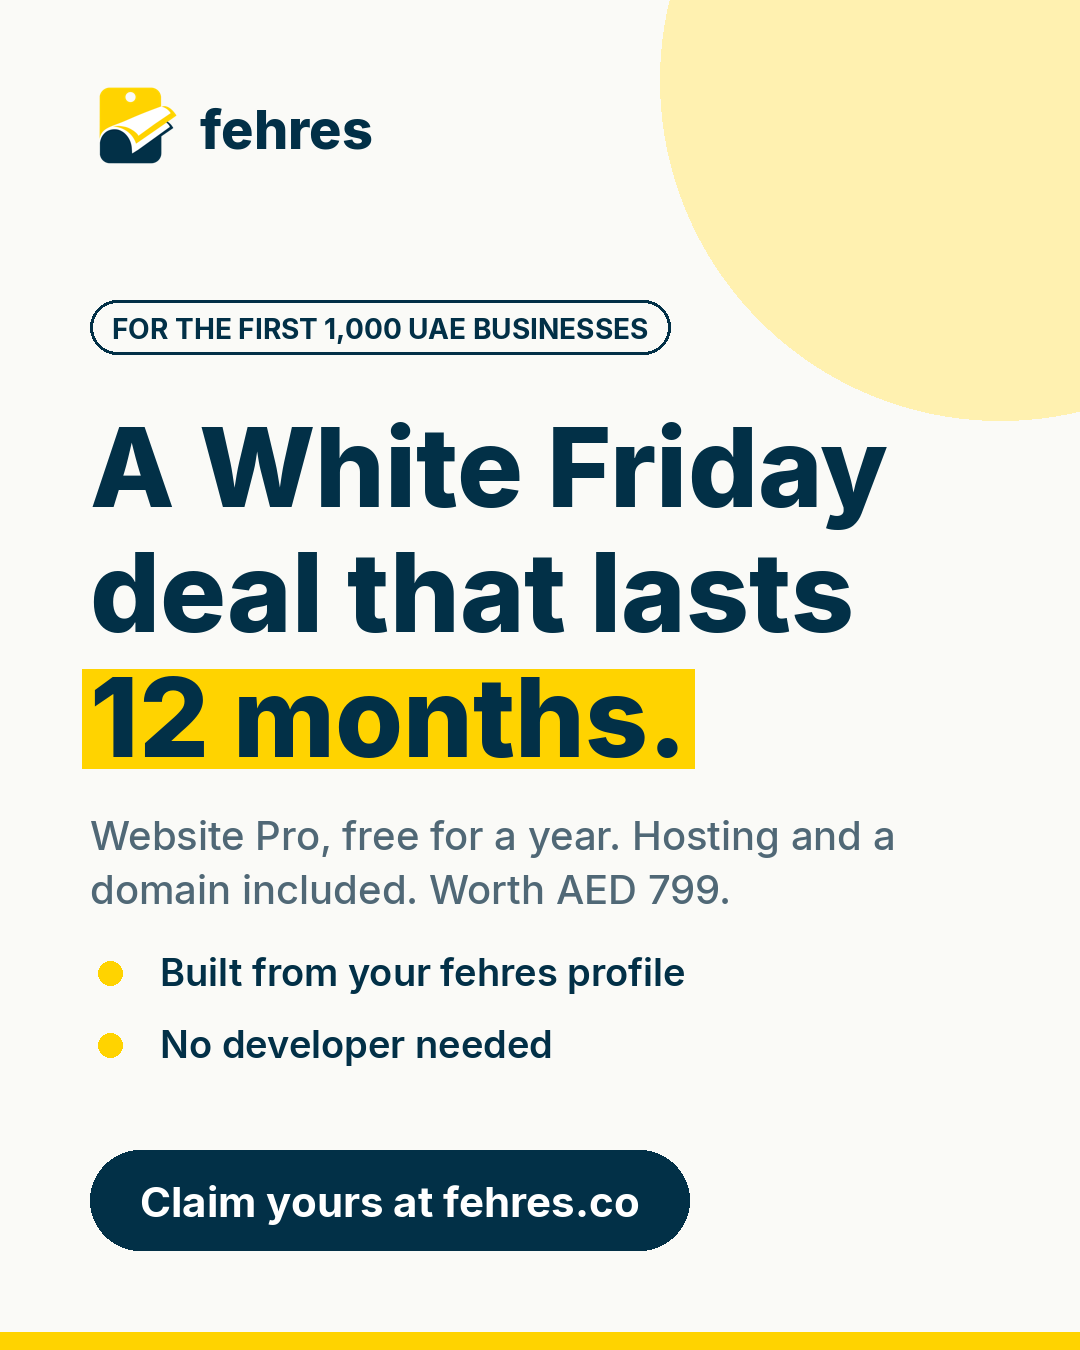 fehres
FOR THE FIRST 1,000 UAE BUSINESSES
A White Friday
deal that lasts
12 months.
Website Pro, free for a year. Hosting and a
domain included. Worth AED 799.
Built from your fehres profile
No developer needed
Claim yours at fehres.co